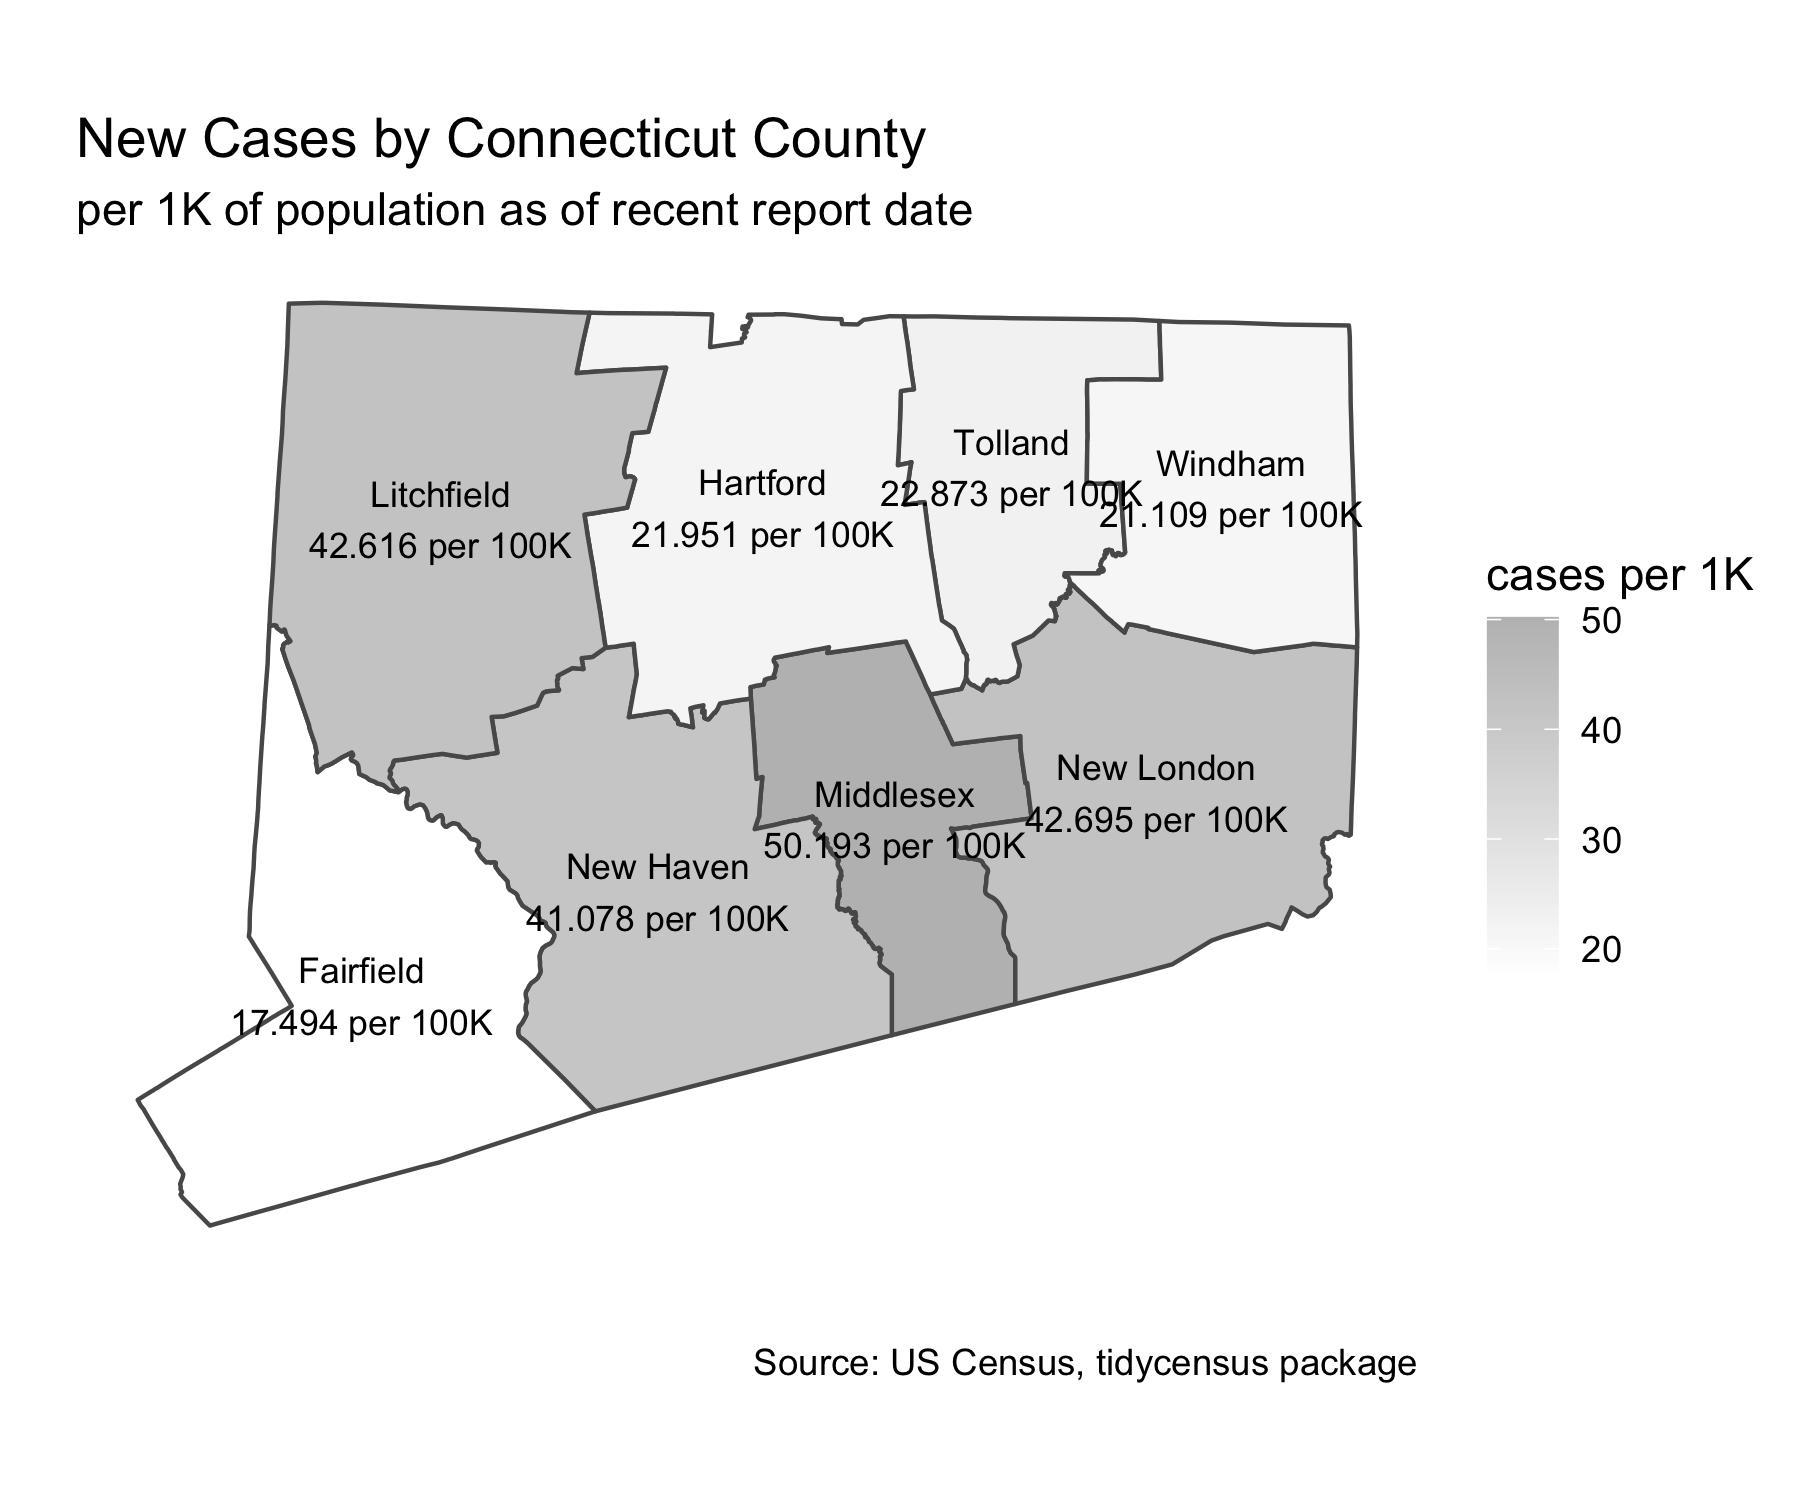 New Cases by Connecticut County
per 1K of population as of recent report date
Litchfield
42.616 per 100K
Hartford
21.951 per 100K
Tolland
22.873 per 100K
Windham
21.109 per 100K
New London
42.695 per 100K
Middlesex
50.193 per 100K
New Haven
41.078 per 100K
Fairfield
17.494 per 100K
cases per 1K
50
40
30
20
Source: US Census, tidycensus package